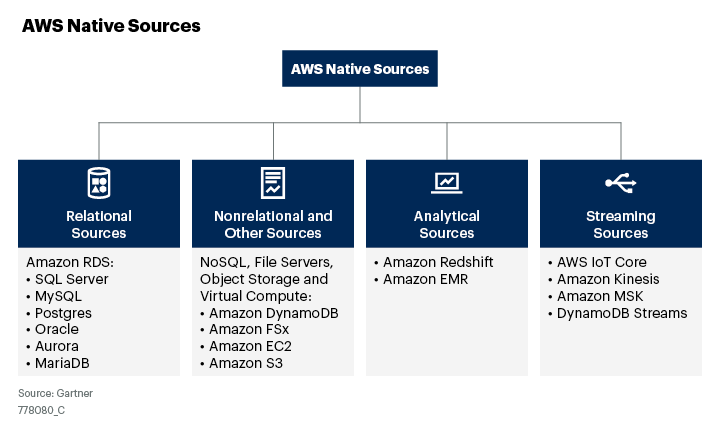 AWS Native Sources
AWS Native Sources
Relational
Sources
Amazon RDS:
• SQL Server
• MySQL
• Postgres
• Oracle
• Aurora
• MariaDB
Nonrelational and
Other Sources
NoSQL, File Servers,
Object Storage and
Virtual Compute:
• Amazon DynamoDB
• Amazon FSx
• Amazon EC2
• Amazon S3
Analytical
Sources
• Amazon Redshift
• Amazon EMR
Streaming
Sources
• AWS IoT Core
• Amazon Kinesis
• Amazon MSK
• DynamoDB Streams
Source: Gartner
778080_C